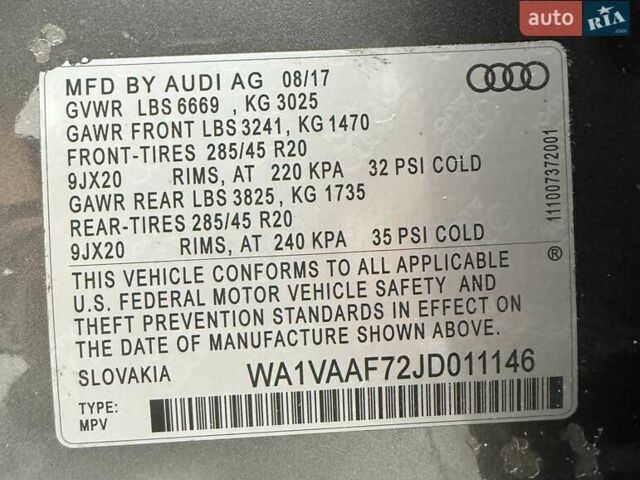 auto RIA.com
MFD BY AUDI AG 08/17
GVWR LBS 6669 , KG 3025
GAWR FRONT LBS 3241, KG 1470
FRONT-TIRES 285/45 R20
9JX20 RIMS, AT 220 KPA 32 PSI COLD
GAWR REAR LBS 3825, KG 1735
REAR-TIRES 285/45 R20
9JX20 RIMS, AT 240 KPA 35 PSI COLD
111007372001
THIS VEHICLE CONFORMS TO ALL APPLICABLE ®
U.S. FEDERAL MOTOR VEHICLE SAFETY AND
THEFT PREVENTION STANDARDS IN EFFECT ON
THE DATE OF MANUFACTURE SHOWN ABOVE.
SLOVAKIA WA1VAAF72JD011146
TYPE:
MPV